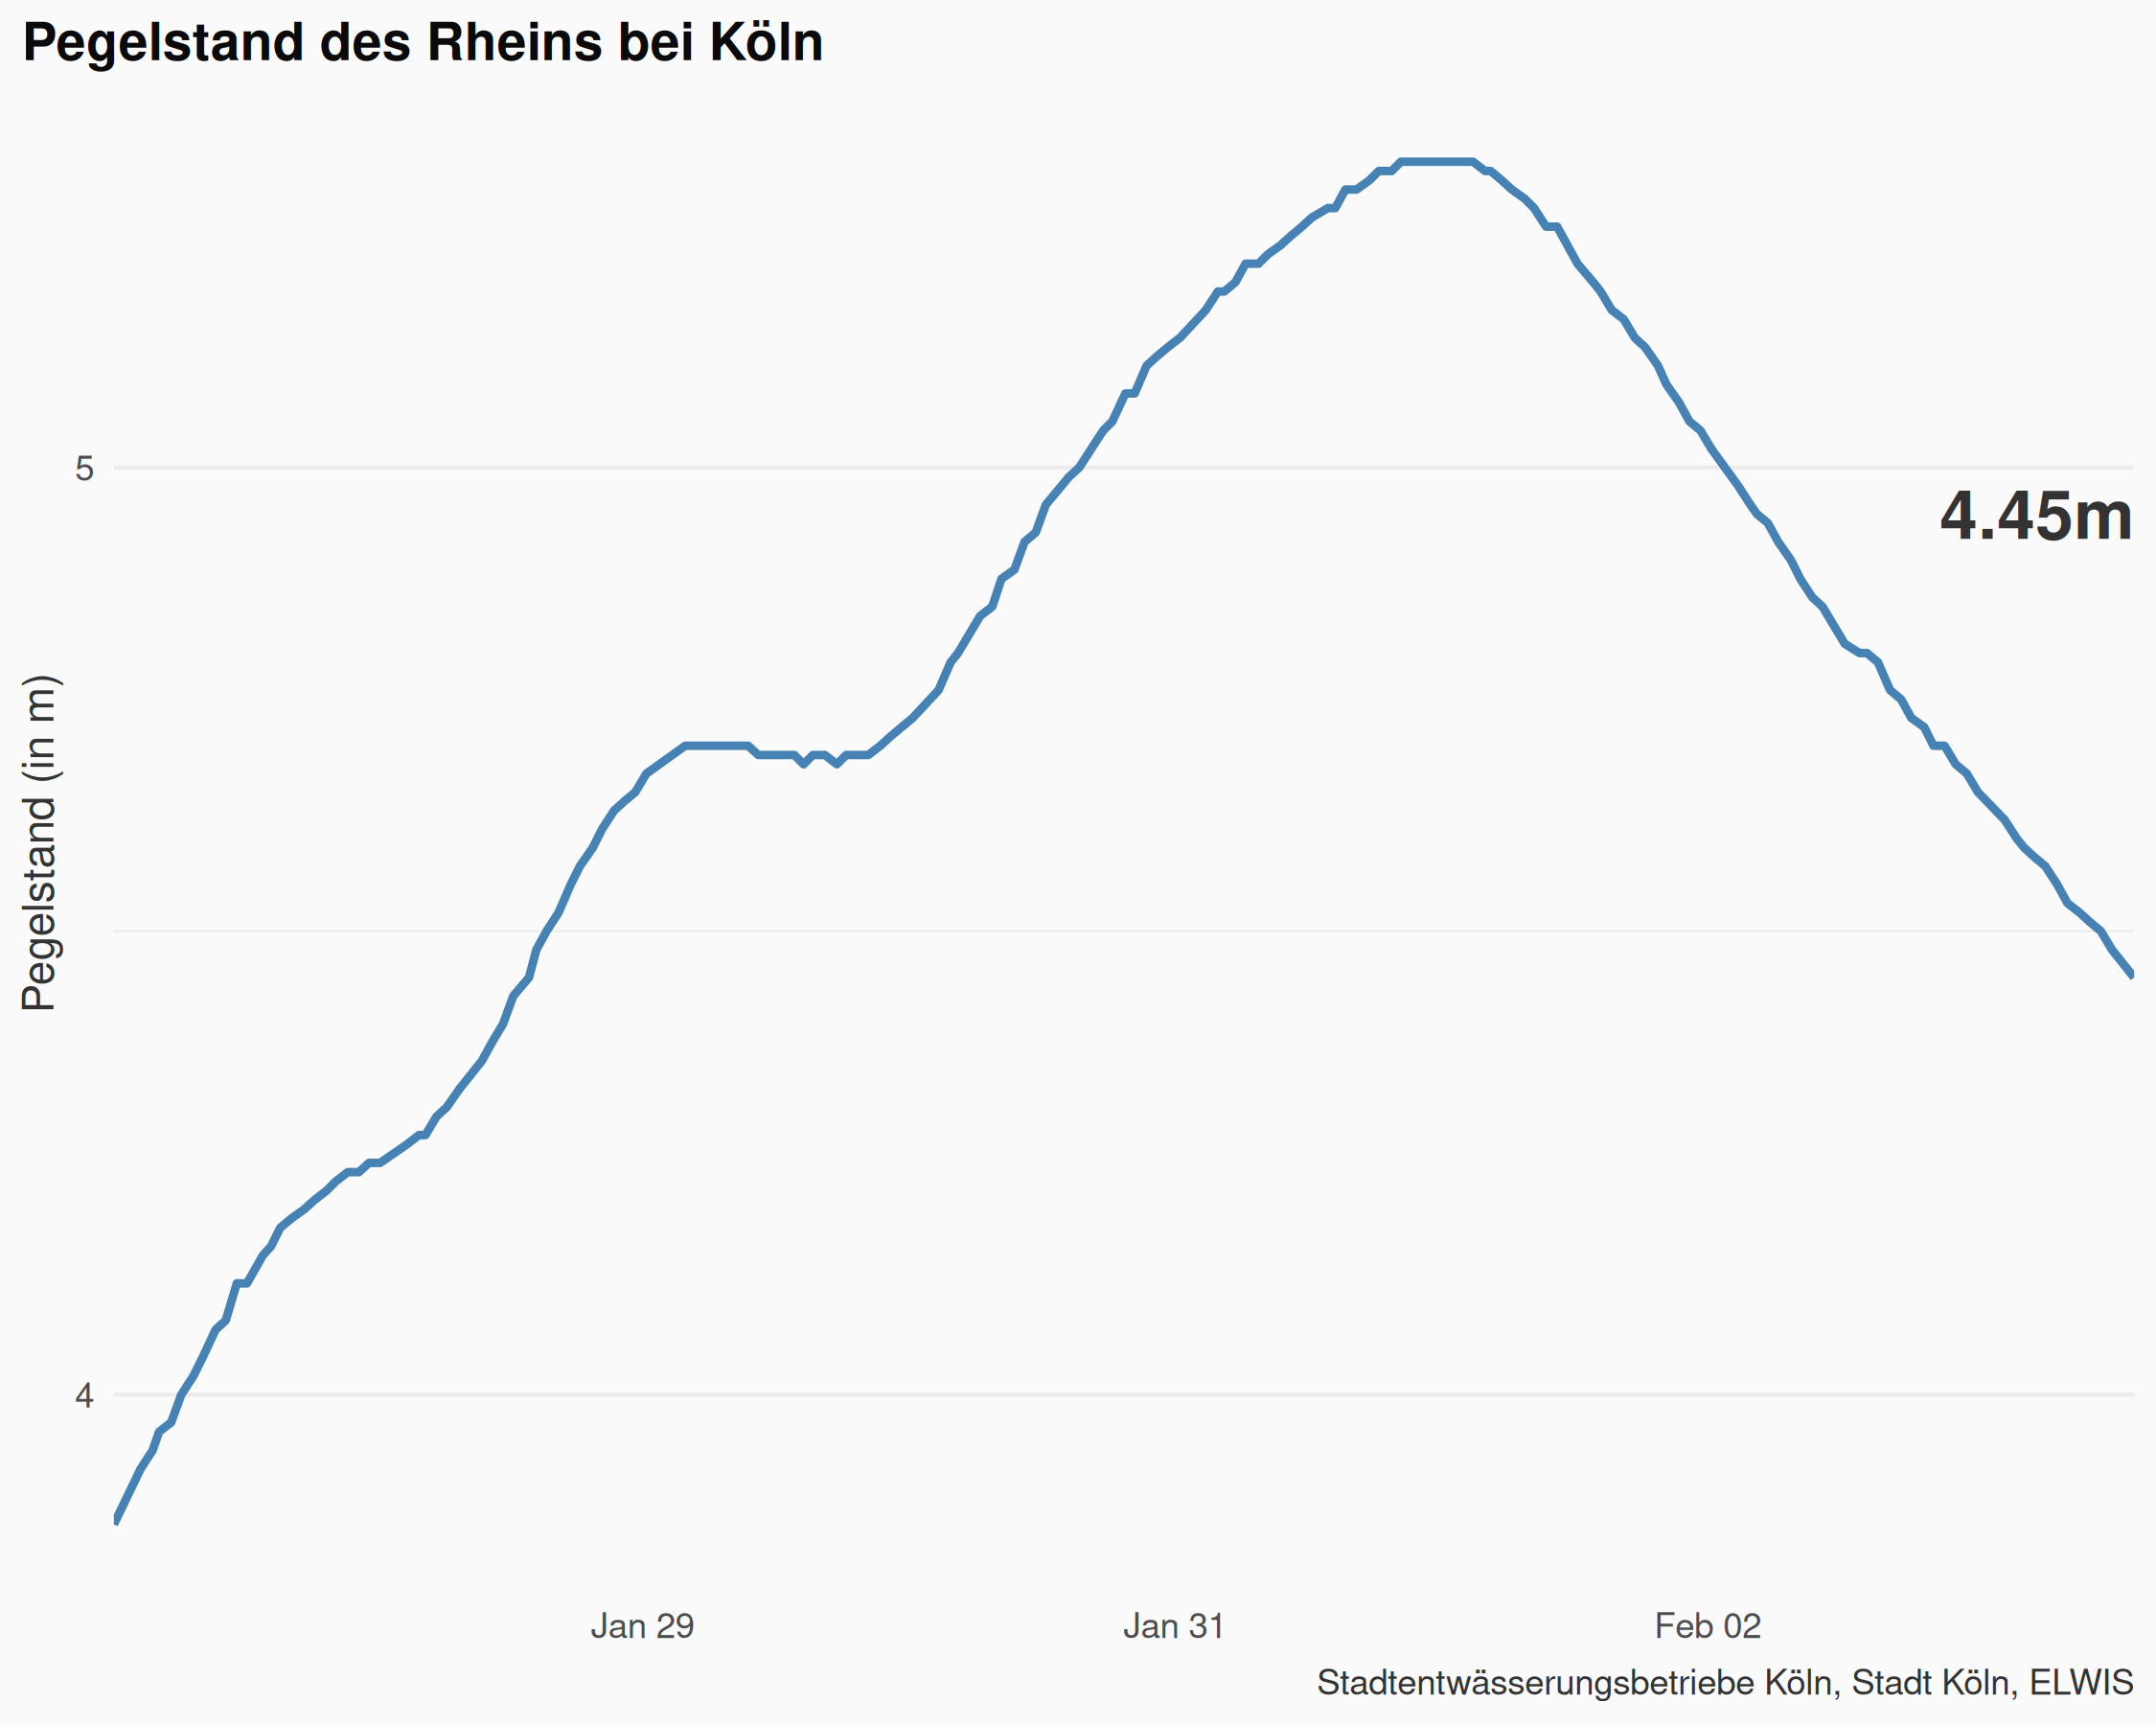 Pegelstand des Rheins bei Köln
5
4.45m
Pegelstand (in m)
4
Jan 29
Jan 31
Feb 02
Stadtentwässerungsbetriebe Köln, Stadt Köln, ELWIS